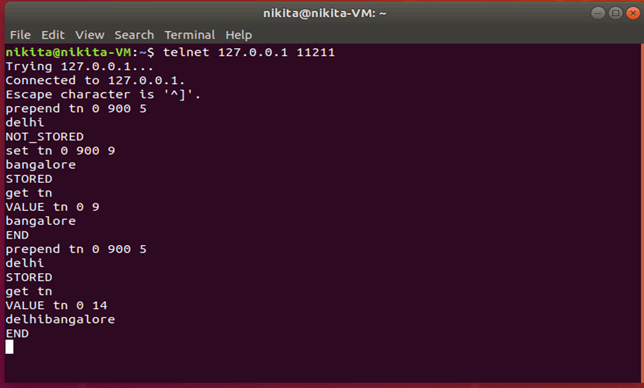 nikita@nikita-VM: ~
File Edit View Search Terminal Help
nikita@nikita-VM:~$ telnet 127.0.0.1 11211
Trying 127.0.0.1...
Connected to 127.0.0.1.
Escape character is '^]'.
prepend tn 0 900 5
delhi
NOT_STORED
set tn 0 900 9
bangalore
STORED
get tn
VALUE tn 0 9
bangalore
END
prepend tn 0 900 5
delhi
STORED
get tn
VALUE tn 0 14
delhibangalore
END